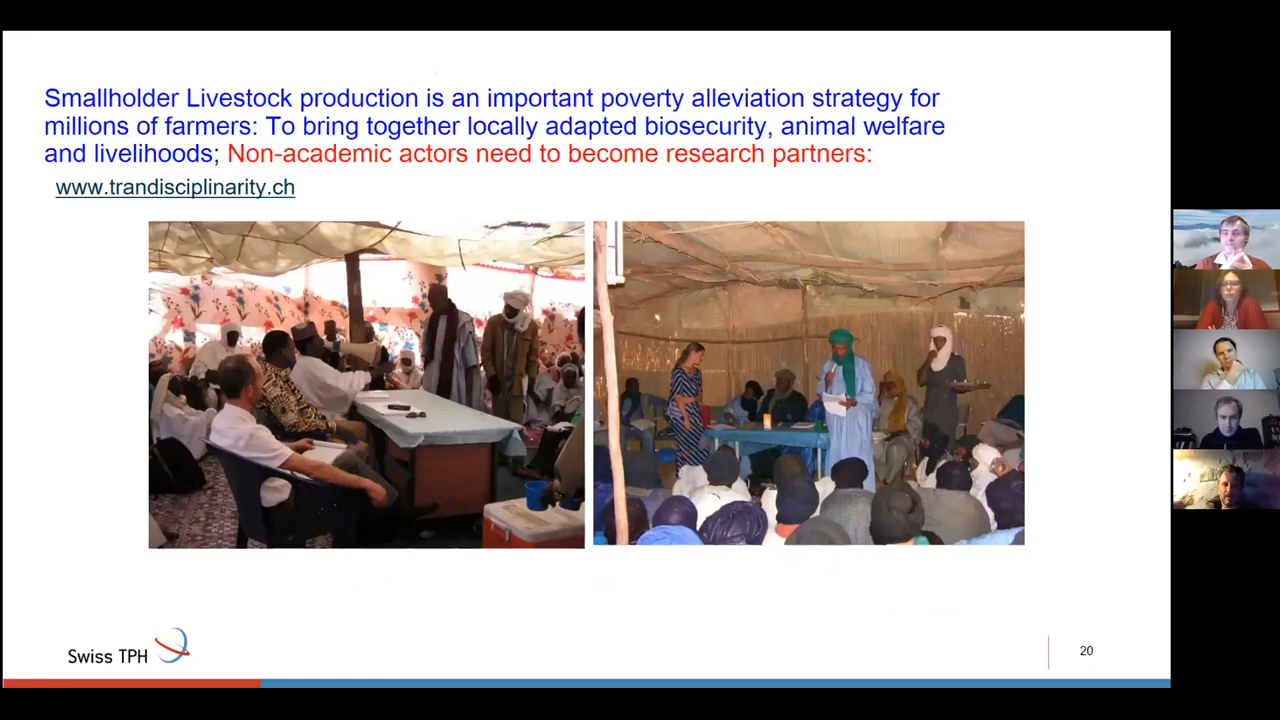 Smallholder Livestock production is an important poverty alleviation strategy for
millions of farmers: To bring together locally adapted biosecurity, animal welfare
and livelihoods; Non-academic actors need to become research partners:
www.trandisciplinarity.ch
Swiss TPH
20